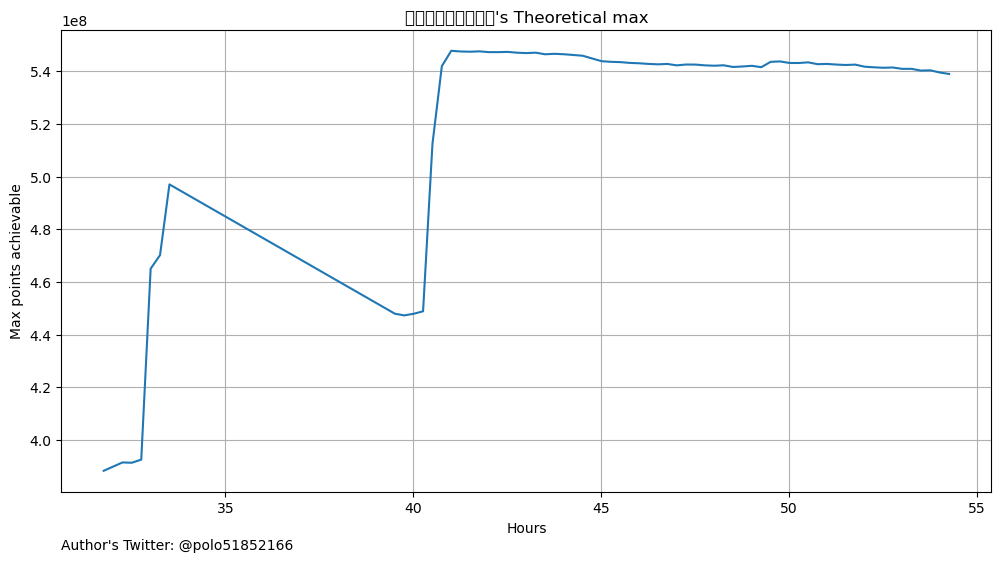 's Theoretical max
1e8
5.4
5.2
5.0
4.8
4.6
4.4
4.2
4.0
Max points achievable
35 40 45 50 55
Hours
Author's Twitter: @polo51852166